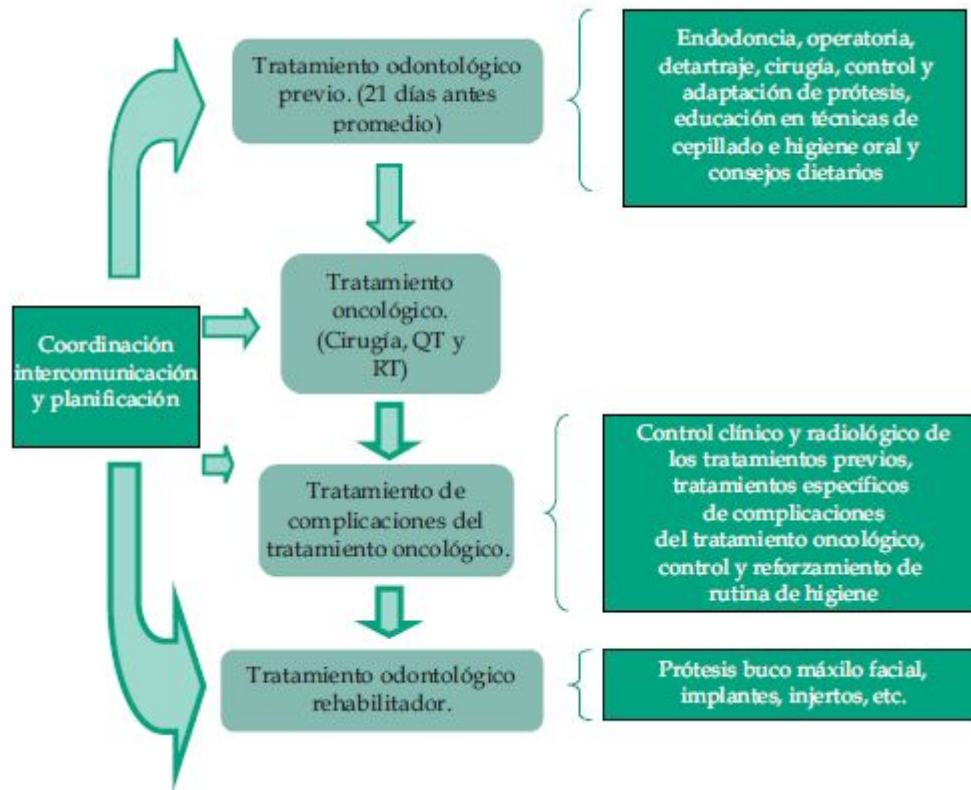 Tratamiento odontológico
previo. (21 días antes
promedio)
Endodoncia, operatoria,
detartraje, cirugía, control y
adaptación de prótesis,
educación en técnicas de
cepillado e higiene oral y
consejos dietarios
Tratamiento
oncológico.
(Cirugía, QT y
RT)
Coordinación
intercomunicación
y planificación
Tratamiento de
complicaciones del
tratamiento oncológico.
Control clínico y radiológico de
los tratamientos previos,
tratamientos específicos
de complicaciones
del tratamiento oncológico,
control y reforzamiento de
rutina de higiene
Tratamiento odontológico
rehabilitador.
Prótesis buco máxilo facial,
implantes, injertos, etc.